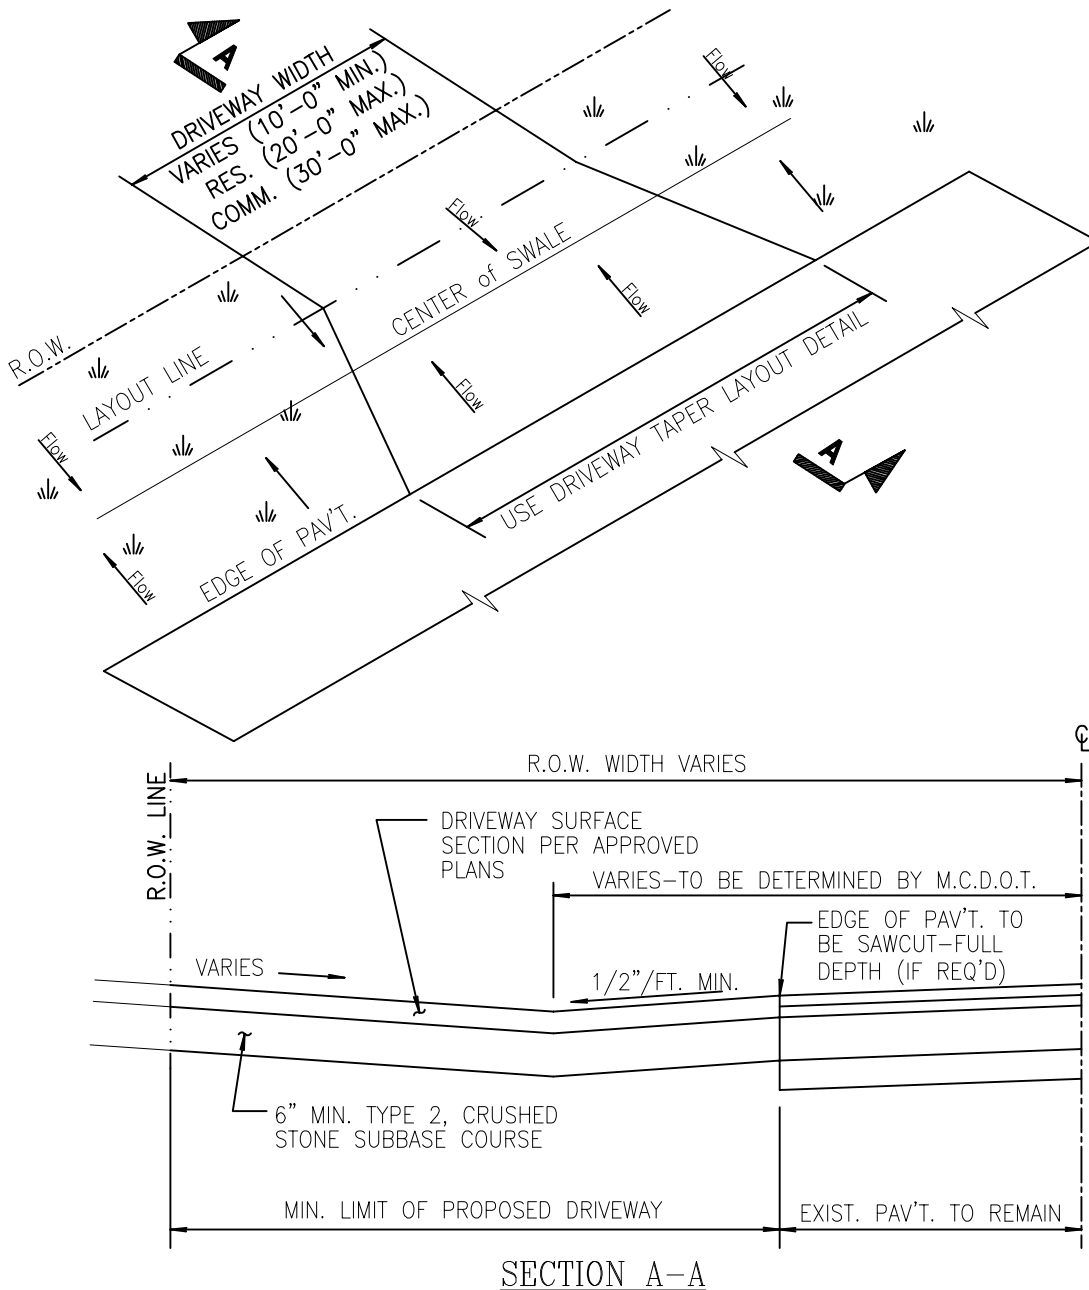 A
DRIVEWAY WIDTH
VARIES (10'-0" MIN.)
RES. (20'-0" MAX.)
COMM. (30'-0" MAX.)
Flow
Flow
CENTER of SWALE
Flow
R.O.W.
LAYOUT LINE
Flow
Flow
USE DRIVEWAY TAPER LAYOUT DETAIL
A
EDGE OF PAV'T.
Flow
℄
R.O.W. WIDTH VARIES
R.O.W. LINE
DRIVEWAY SURFACE
SECTION PER APPROVED
PLANS
VARIES-TO BE DETERMINED BY M.C.D.O.T.
EDGE OF PAV'T. TO
BE SAWCUT-FULL
DEPTH (IF REQ'D)
VARIES
1/2"/FT. MIN.
6" MIN. TYPE 2, CRUSHED
STONE SUBBASE COURSE
MIN. LIMIT OF PROPOSED DRIVEWAY
EXIST. PAV'T. TO REMAIN
SECTION A-A